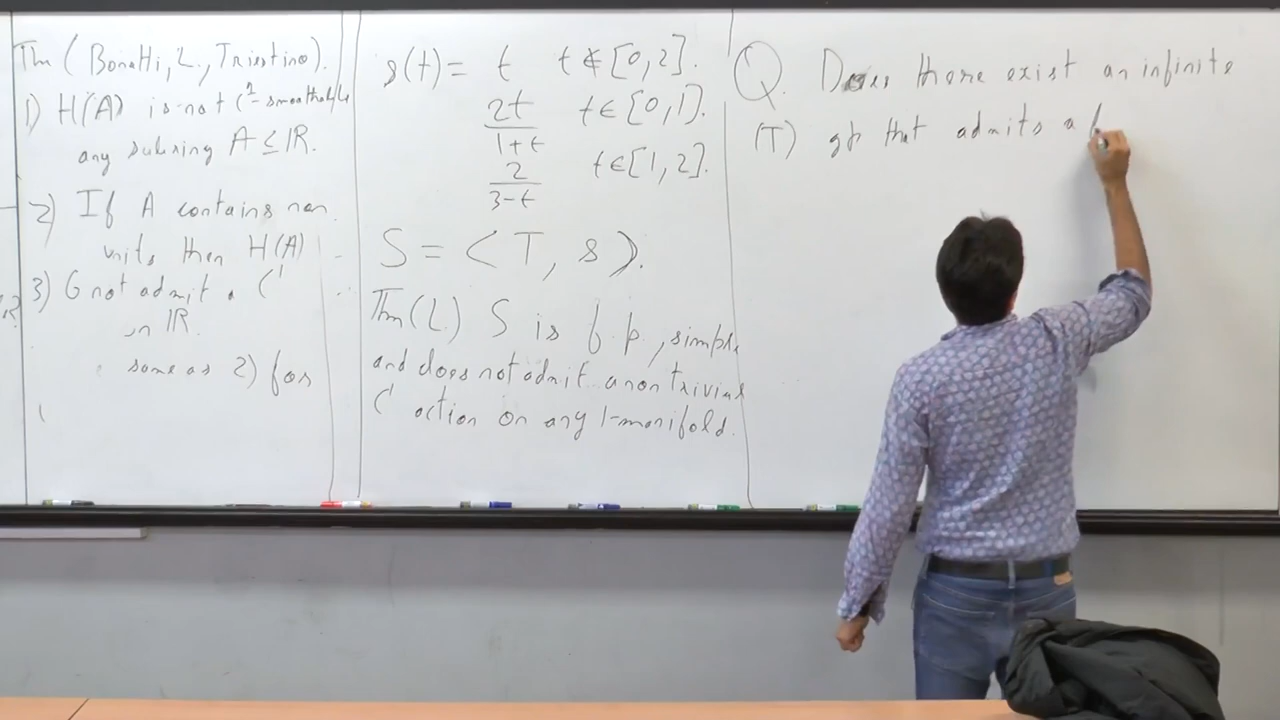 Thm (Bonatti, L., Triestino).
1) H(A) is not C²-smoothable
any subring A ≤ ℝ.
2) If A contains non
units then H(A)
3) G not admit a C¹
on ℝ.
same as 2) for
s(t) = t t ∉ [0,2].
2t/(1+t) t ∈ [0,1].
2/(3-t) t ∈ [1,2].
S = ⟨T, s⟩.
Thm (L.) S is f.p., simple
and does not admit a nontrivial
C¹ action on any 1-manifold.
Q. Does there exist an infinite
(T) gp that admits a f